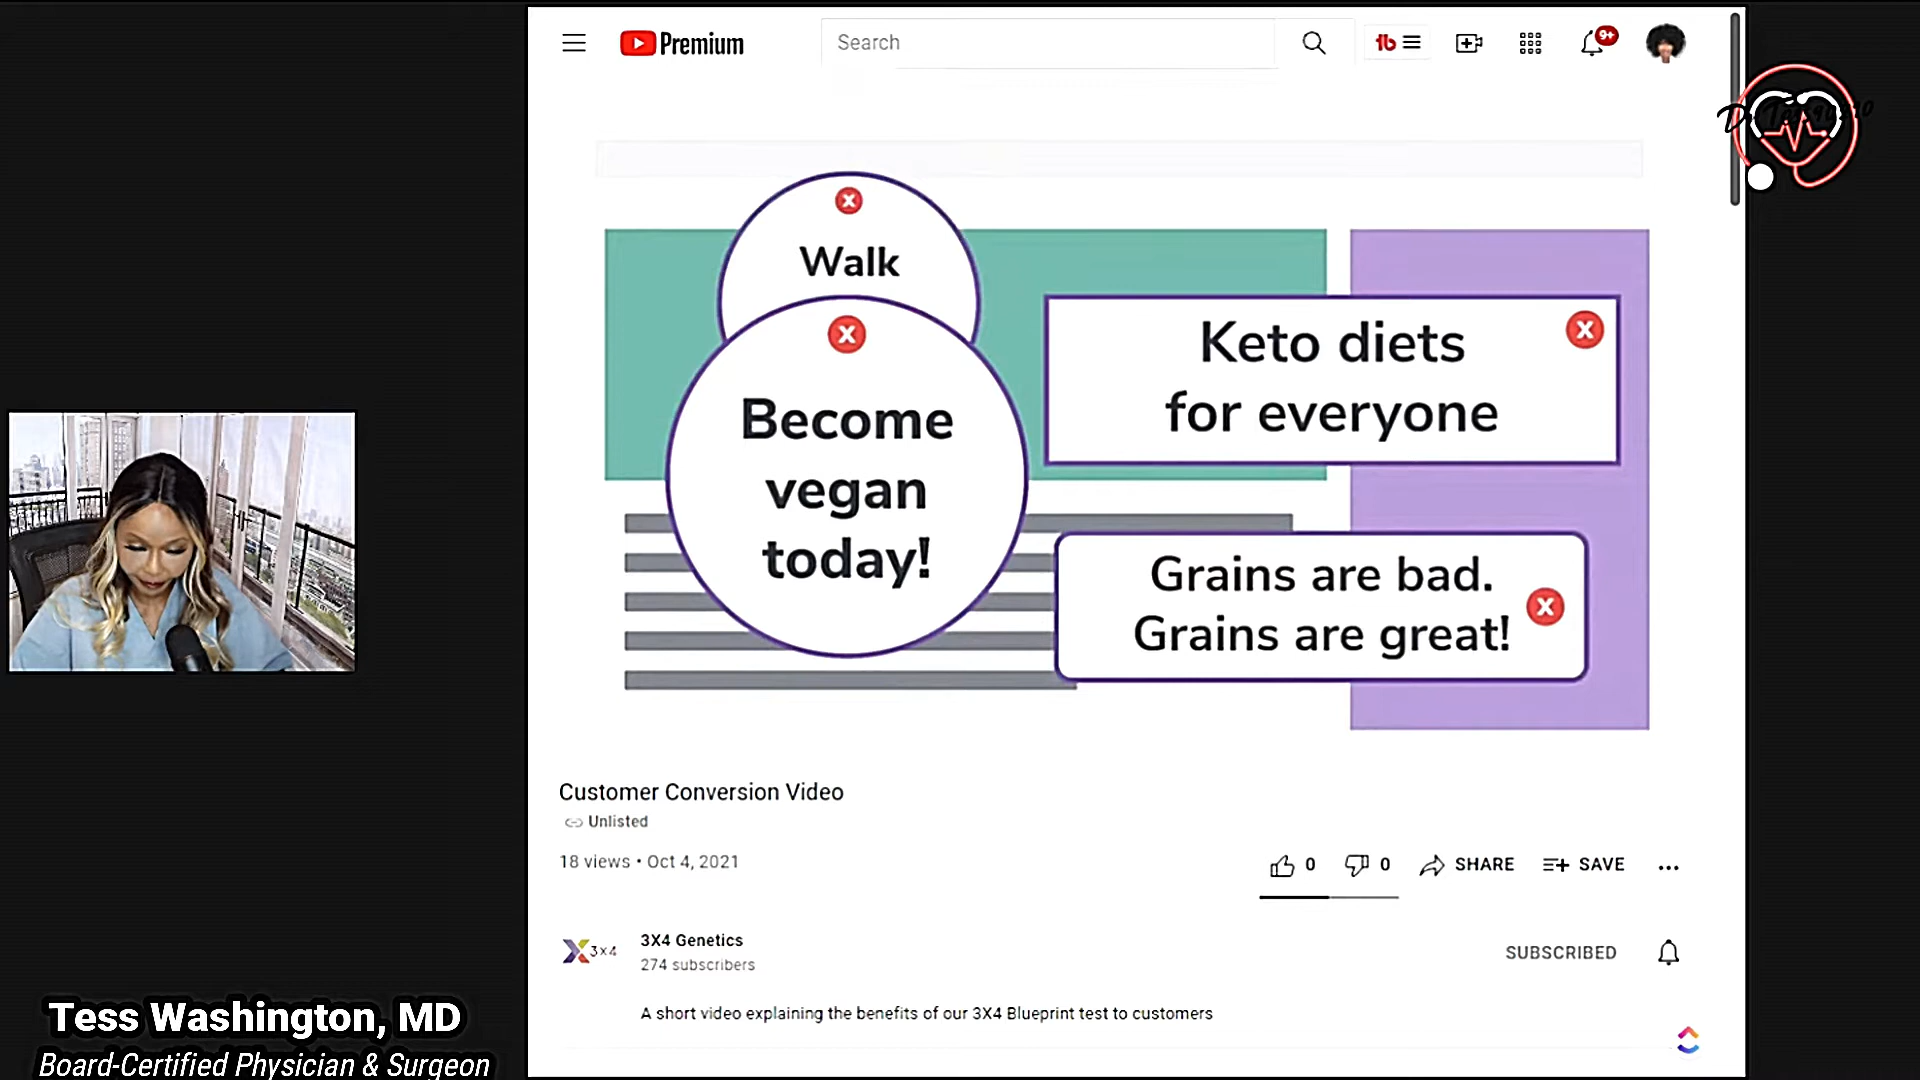 Premium
Search
9+
Walk
Become
vegan
today!
Keto diets
for everyone
Grains are bad.
Grains are great!
Customer Conversion Video
Unlisted
18 views • Oct 4, 2021
0
0
SHARE
SAVE
3x4
3X4 Genetics
274 subscribers
SUBSCRIBED
A short video explaining the benefits of our 3X4 Blueprint test to customers
Tess Washington, MD
Board-Certified Physician & Surgeon